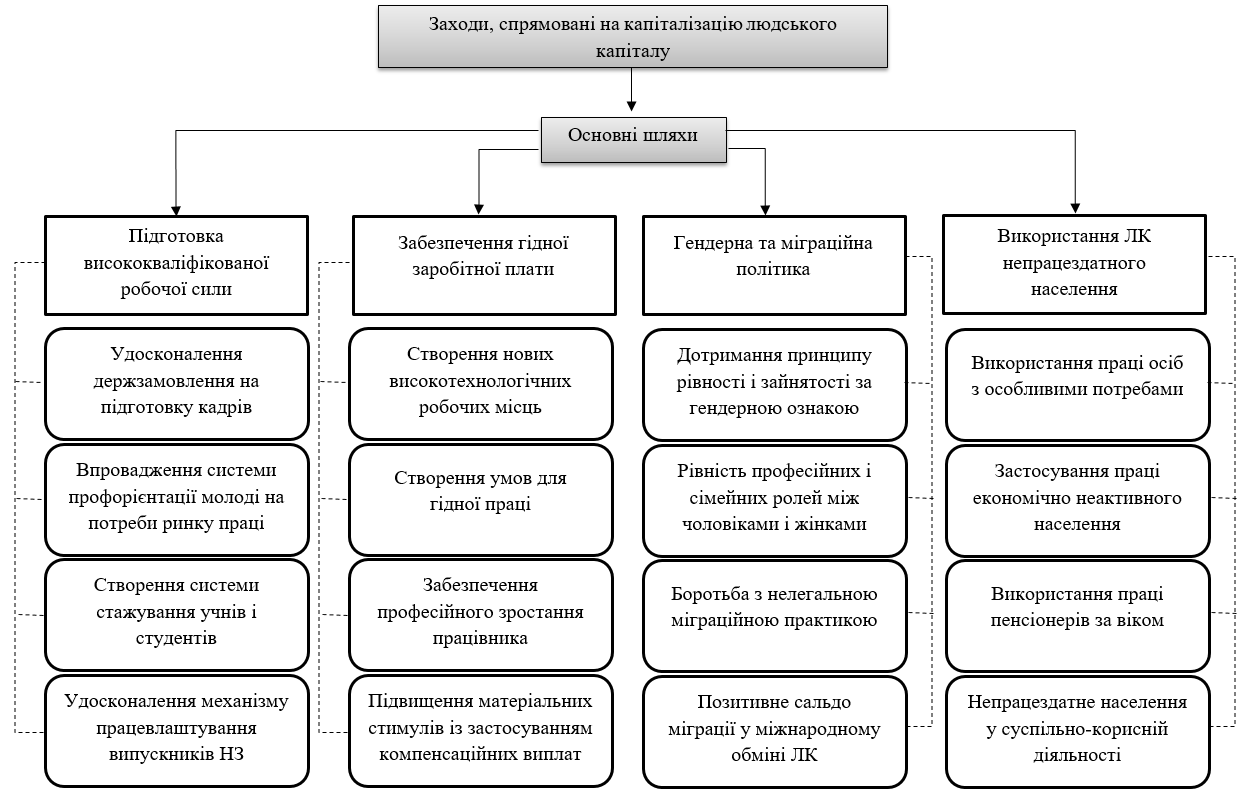 Заходи, спрямовані на капіталізацію людського
капіталу
Основні шляхи
Підготовка
висококваліфікованої
робочої сили
Удосконалення
держзамовлення на
підготовку кадрів
Впровадження системи
профорієнтації молоді на
потреби ринку праці
Створення системи
стажування учнів і
студентів
Удосконалення механізму
працевлаштування
випускників НЗ
Забезпечення гідної
заробітної плати
Створення нових
високотехнологічних
робочих місць
Створення умов для
гідної праці
Забезпечення
професійного зростання
працівника
Підвищення матеріальних
стимулів із застосуванням
компенсаційних виплат
Гендерна та міграційна
політика
Дотримання принципу
рівності і зайнятості за
гендерною ознакою
Рівність професійних і
сімейних ролей між
чоловіками і жінками
Боротьба з нелегальною
міграційною практикою
Позитивне сальдо
міграції у міжнародному
обміні ЛК
Використання ЛК
непрацездатного
населення
Використання праці осіб
з особливими потребами
Застосування праці
економічно неактивного
населення
Використання праці
пенсіонерів за віком
Непрацездатне населення
у суспільно-корисній
діяльності